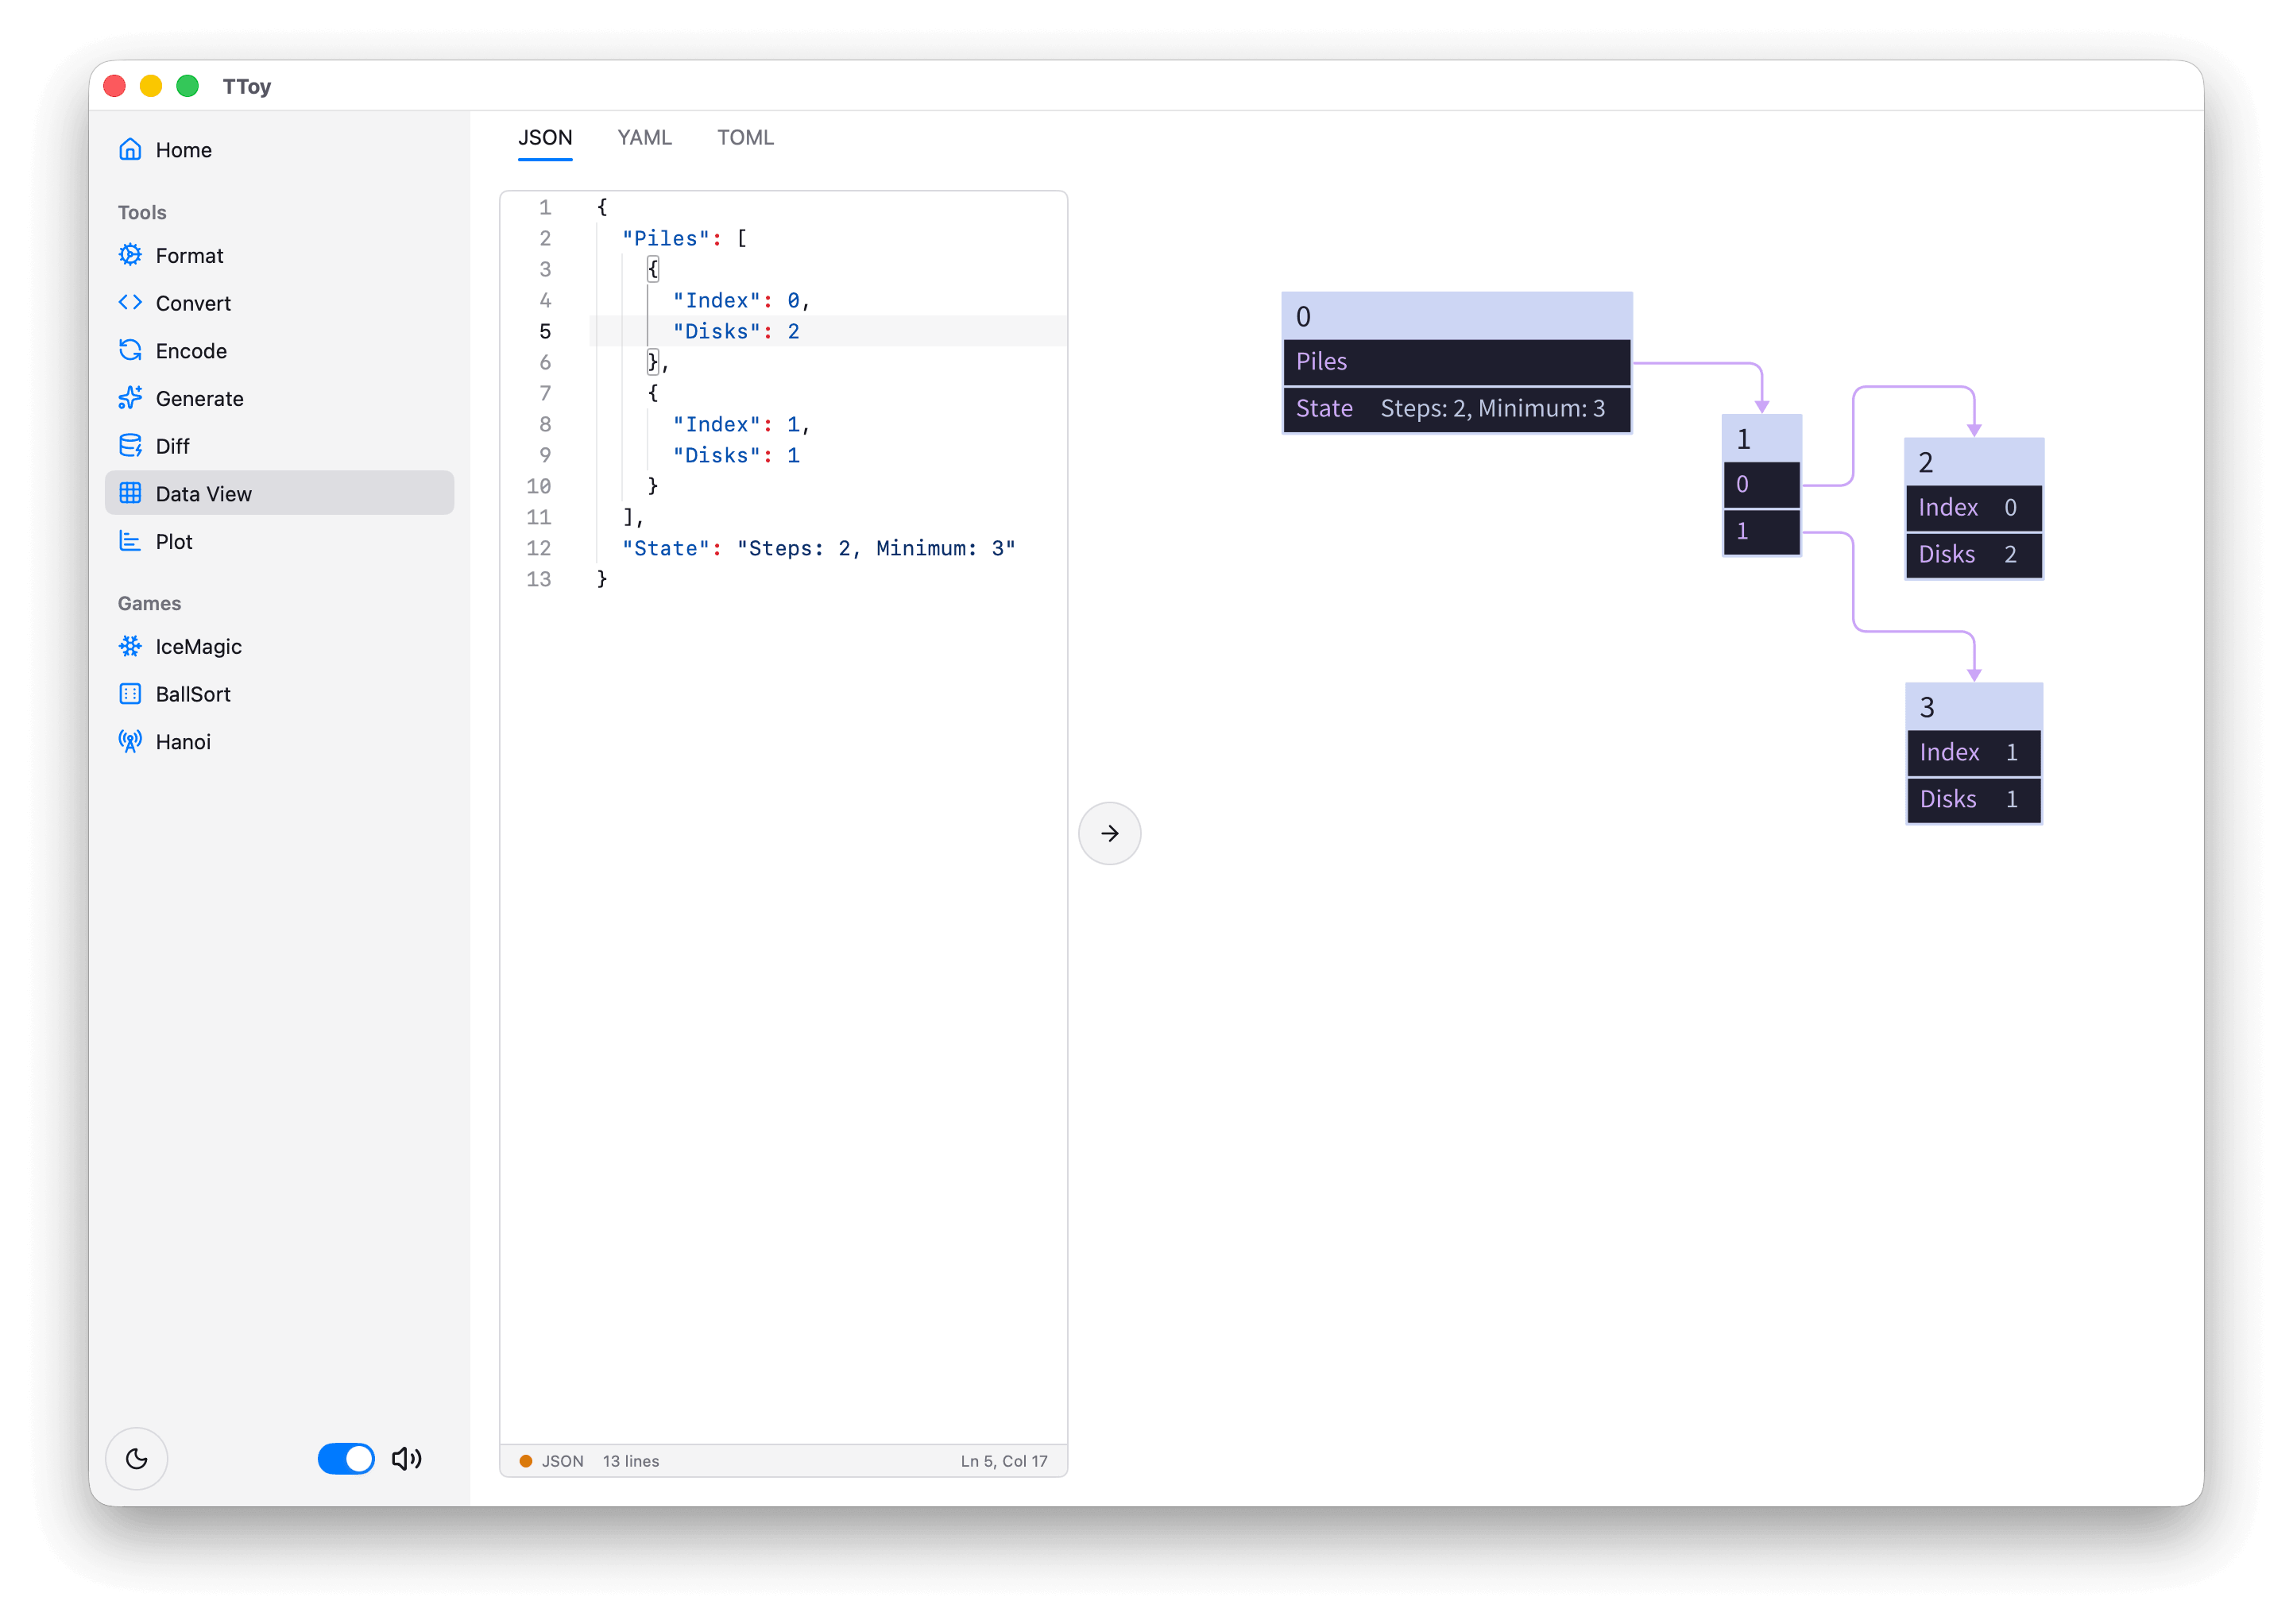 TToy
Home
Tools
Format
Convert
Encode
Generate
Diff
Data View
Plot
Games
IceMagic
BallSort
Hanoi
JSON YAML TOML
1 {
2 "Piles": [
3 {
4 "Index": 0,
5 "Disks": 2
6 },
7 {
8 "Index": 1,
9 "Disks": 1
10 }
11 ],
12 "State": "Steps: 2, Minimum: 3"
13 }
JSON 13 lines Ln 5, Col 17
0
Piles
State Steps: 2, Minimum: 3
1
0
1
2
Index 0
Disks 2
3
Index 1
Disks 1